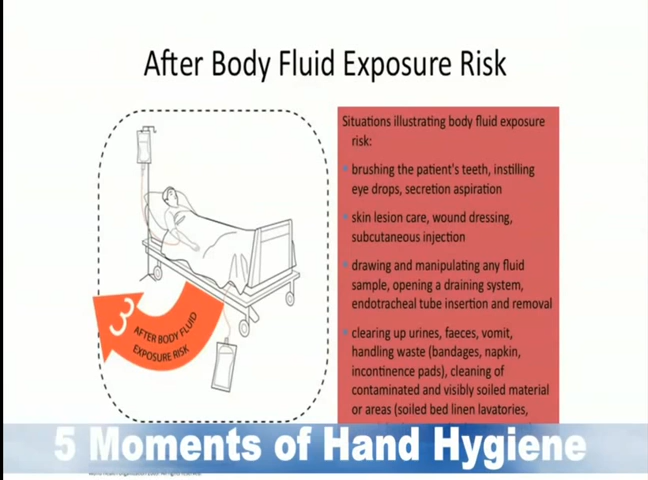 After Body Fluid Exposure Risk
Situations illustrating body fluid exposure
risk:
brushing the patient's teeth, instilling
eye drops, secretion aspiration
skin lesion care, wound dressing,
subcutaneous injection
drawing and manipulating any fluid
sample, opening a draining system,
endotracheal tube insertion and removal
clearing up urines, faeces, vomit,
handling waste (bandages, napkin,
incontinence pads), cleaning of
contaminated and visibly soiled material
or areas (soiled bed linen lavatories,
3
AFTER BODY FLUID
EXPOSURE RISK
5 Moments of Hand Hygiene